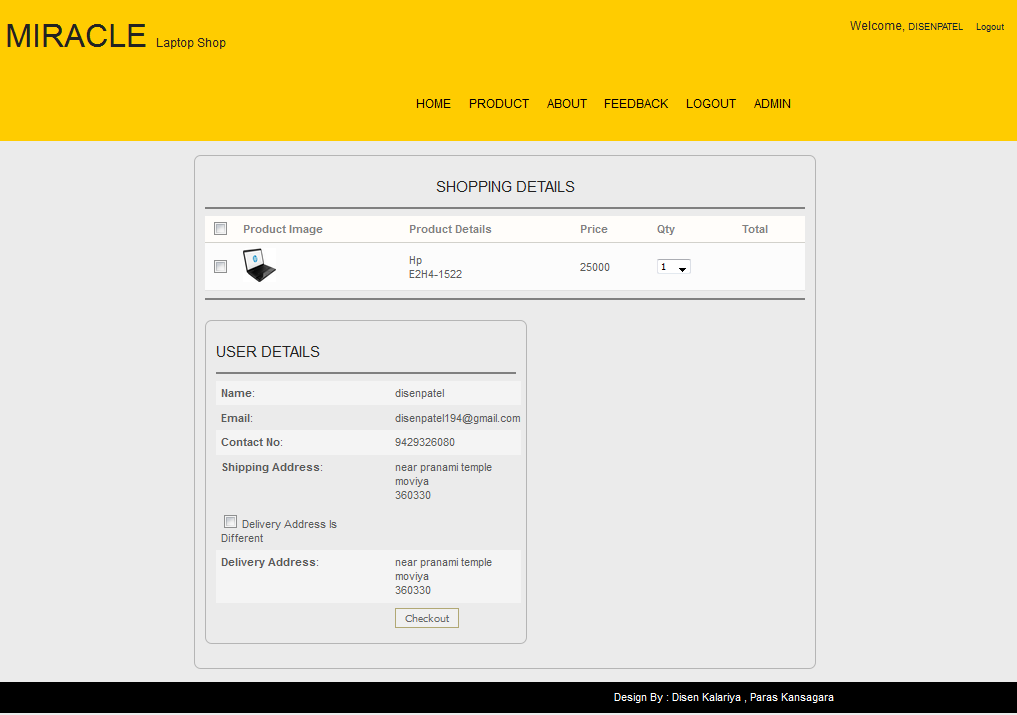 MIRACLE Laptop Shop
Welcome, DISENPATEL Logout
HOME PRODUCT ABOUT FEEDBACK LOGOUT ADMIN
SHOPPING DETAILS
Product Image Product Details Price Qty Total
Hp
E2H4-1522
25000 1
USER DETAILS
Name: disenpatel
Email: disenpatel194@gmail.com
Contact No: 9429326080
Shipping Address: near pranami temple
moviya
360330
Delivery Address Is
Different
Delivery Address: near pranami temple
moviya
360330
Checkout
Design By : Disen Kalariya , Paras Kansagara